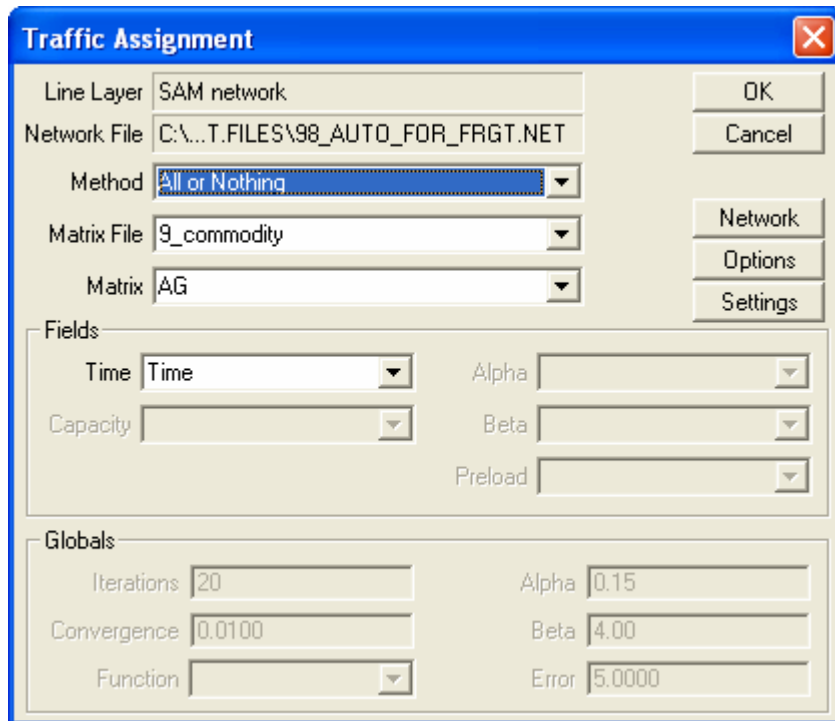 Traffic Assignment
Line Layer SAM network OK
Network File C:\...T.FILES\98_AUTO_FOR_FRGT.NET Cancel
Method All or Nothing
Matrix File 9_commodity Network
Options
Matrix AG Settings
Fields
Time Time Alpha
Capacity Beta
Preload
Globals
Iterations 20 Alpha 0.15
Convergence 0.0100 Beta 4.00
Function Error 5.0000